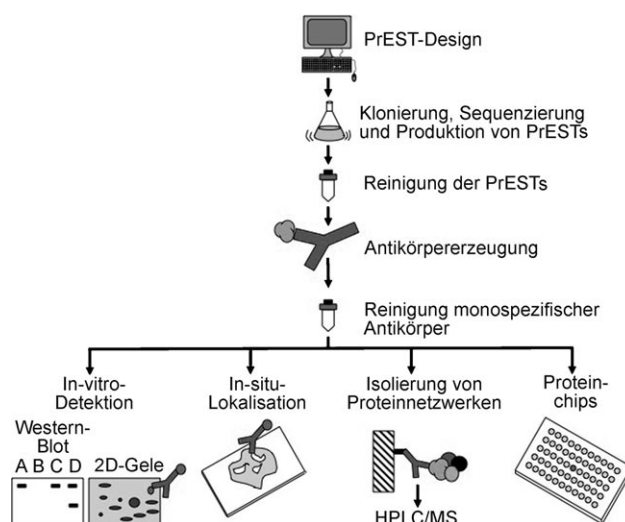 PrEST-Design
Klonierung, Sequenzierung
und Produktion von PrESTs
Reinigung der PrESTs
Antikörpererzeugung
Reinigung monospezifischer
Antikörper
In-vitro-
Detektion
Western-
Blot
A B C D
2D-Gele
In-situ-
Lokalisation
Isolierung von
Proteinnetzwerken
HPLC/MS
Protein-
chips